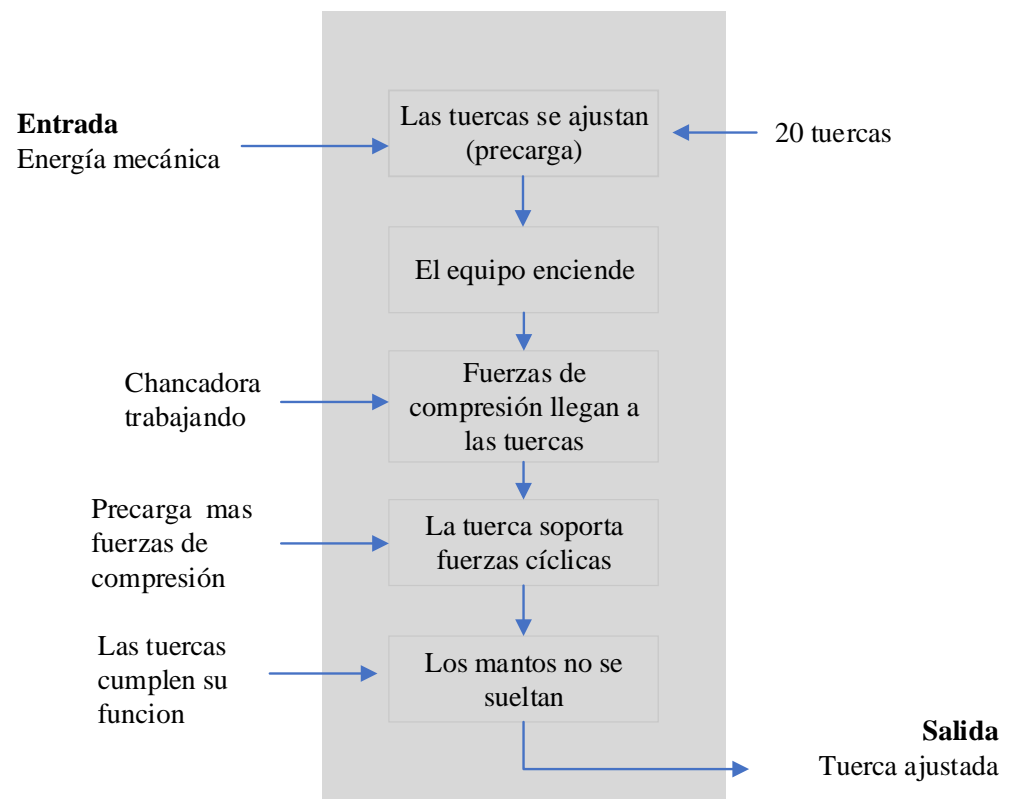 Entrada
Energía mecánica
Las tuercas se ajustan
(precarga)
20 tuercas
El equipo enciende
Chancadora
trabajando
Fuerzas de
compresión llegan a
las tuercas
Precarga mas
fuerzas de
compresión
La tuerca soporta
fuerzas cíclicas
Las tuercas
cumplen su
funcion
Los mantos no se
sueltan
Salida
Tuerca ajustada